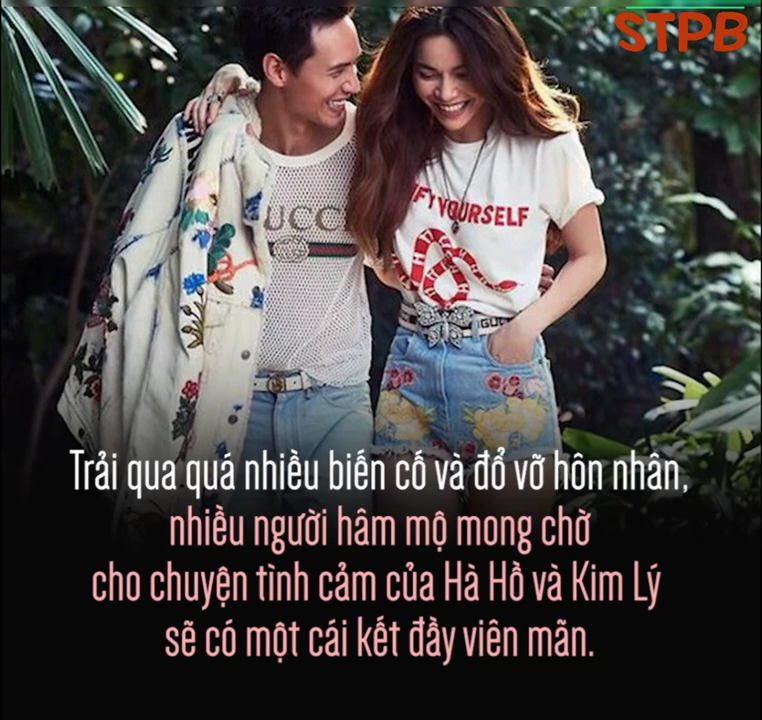 STPB
UCC
IFY YOURSELF
GUCC
Trải qua quá nhiều biến cố và đổ vỡ hôn nhân,
nhiều người hâm mộ mong chờ
cho chuyện tình cảm của Hà Hồ và Kim Lý
sẽ có một cái kết đầy viên mãn.